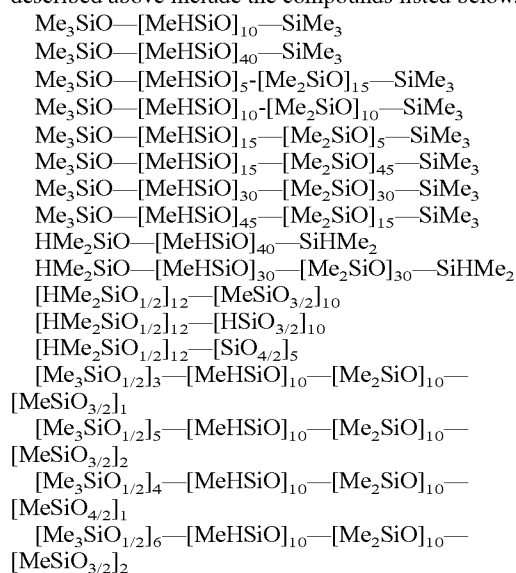 described above include the compounds listed below.
Me₃SiO—[MeHSiO]₁₀—SiMe₃
Me₃SiO—[MeHSiO]₄₀—SiMe₃
Me₃SiO—[MeHSiO]₅-[Me₂SiO]₁₅—SiMe₃
Me₃SiO—[MeHSiO]₁₀-[Me₂SiO]₁₀—SiMe₃
Me₃SiO—[MeHSiO]₁₅—[Me₂SiO]₅—SiMe₃
Me₃SiO—[MeHSiO]₁₅—[Me₂SiO]₄₅—SiMe₃
Me₃SiO—[MeHSiO]₃₀—[Me₂SiO]₃₀—SiMe₃
Me₃SiO—[MeHSiO]₄₅—[Me₂SiO]₁₅—SiMe₃
HMe₂SiO—[MeHSiO]₄₀—SiHMe₂
HMe₂SiO—[MeHSiO]₃₀—[Me₂SiO]₃₀—SiHMe₂
[HMe₂SiO₁/₂]₁₂—[MeSiO₃/₂]₁₀
[HMe₂SiO₁/₂]₁₂—[HSiO₃/₂]₁₀
[HMe₂SiO₁/₂]₁₂—[SiO₄/₂]₅
[Me₃SiO₁/₂]₃—[MeHSiO]₁₀—[Me₂SiO]₁₀—
[MeSiO₃/₂]₁
[Me₃SiO₁/₂]₅—[MeHSiO]₁₀—[Me₂SiO]₁₀—
[MeSiO₃/₂]₂
[Me₃SiO₁/₂]₄—[MeHSiO]₁₀—[Me₂SiO]₁₀—
[MeSiO₄/₂]₁
[Me₃SiO₁/₂]₆—[MeHSiO]₁₀—[Me₂SiO]₁₀—
[MeSiO₃/₂]₂